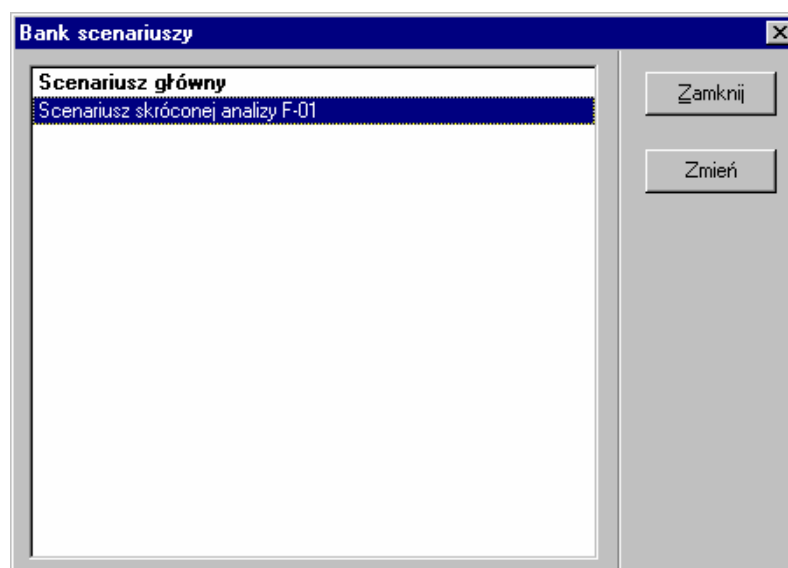 Bank scenariuszy
Scenariusz główny
Scenariusz skróconej analizy F-01
Zamknij
Zmień